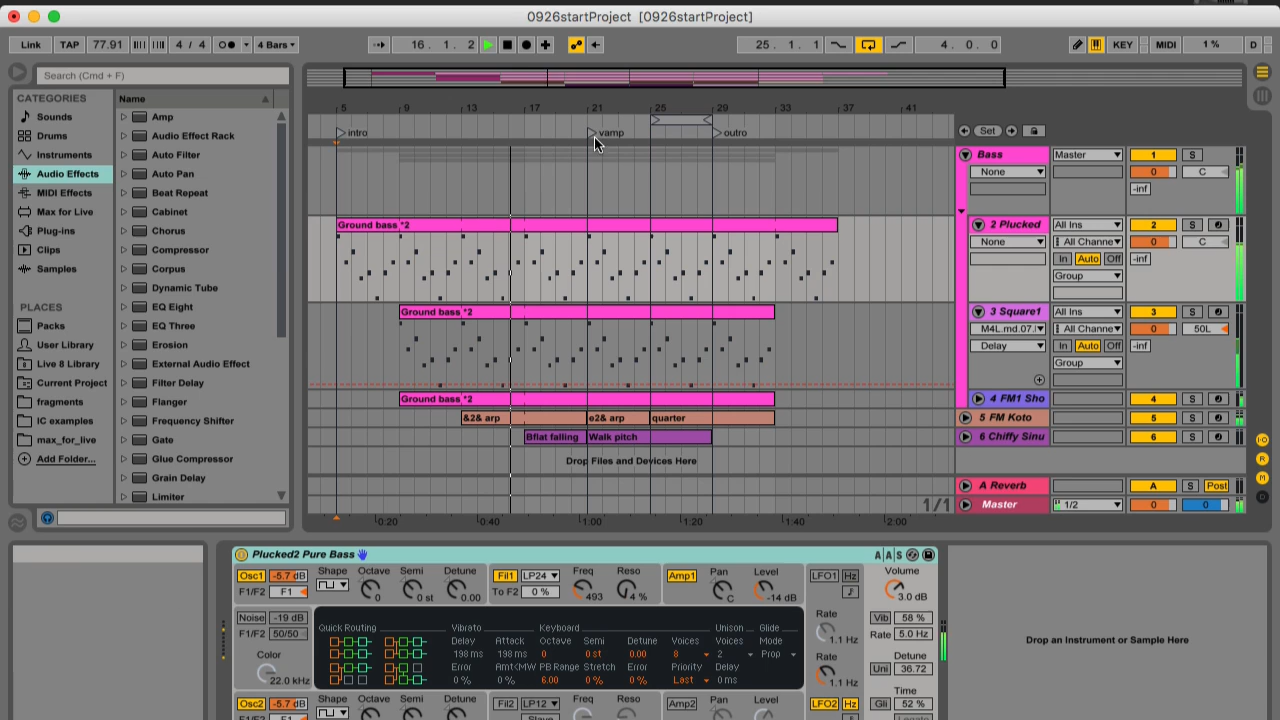 0926startProject [0926startProject]
Link TAP 77.91 4 / 4 4 Bars 16. 1. 2 25. 1. 1 4. 0. 0 KEY MIDI 1 % D
Search (Cmd + F)
CATEGORIES
Sounds
Drums
Instruments
Audio Effects
MIDI Effects
Max for Live
Plug-ins
Clips
Samples
PLACES
Packs
User Library
Live 8 Library
Current Project
fragments
IC examples
max_for_live
Add Folder...
Name
Amp
Audio Effect Rack
Auto Filter
Auto Pan
Beat Repeat
Cabinet
Chorus
Compressor
Corpus
Dynamic Tube
EQ Eight
EQ Three
Erosion
External Audio Effect
Filter Delay
Flanger
Frequency Shifter
Gate
Glue Compressor
Grain Delay
Limiter
5 9 13 17 21 25 29 33 37 41
intro vamp outro
Set
Ground bass *2
Ground bass *2
Ground bass *2
&2& arp e2& arp quarter
Bflat falling Walk pitch
Drop Files and Devices Here
1/1
0:20 0:40 1:00 1:20 1:40 2:00
Bass Master 1 S
None 0 C
-inf
2 Plucked All Ins 2 S
None All Channe 0 C
In Auto Off -inf
Group
3 Square1 All Ins 3 S
M4L.md.07.I All Channe 0 50L
Delay In Auto Off -inf
Group
4 FM1 Sho 4 S
5 FM Koto 5 S
6 Chiffy Sinu 6 S
A Reverb A S Post
Master 1/2 0 0
Plucked2 Pure Bass A A S
Osc1 -5.7 dB Shape Octave Semi Detune
F1/F2 F1 0 0 st 0.00
Fil1 LP24 Freq Reso
To F2 0 % 493 4 %
Amp1 Pan Level
C -14 dB
LFO1 Hz
Volume
3.0 dB
Noise -19 dB
F1/F2 50/50
Color
22.0 kHz
Quick Routing Vibrato Keyboard Unison Glide
Delay Attack Octave Semi Detune Voices Voices Mode
198 ms 198 ms 0 0 st 0.00 8 2 Prop
Error Amt<MW PB Range Stretch Error Priority Delay
0 % 0 % 6.00 0 % 0 % Last 0 ms
Rate
1.1 Hz
Rate
1.1 Hz
Vib 58 %
Rate 5.0 Hz
Detune
Uni 36.72
Time
Gli 52 %
Osc2 -5.7 dB Shape Octave Semi Detune
F1/F2 F1
Fil2 LP12 Freq Reso
Slave
Amp2 Pan Level
LFO2 Hz
Legato
Drop an Instrument or Sample Here